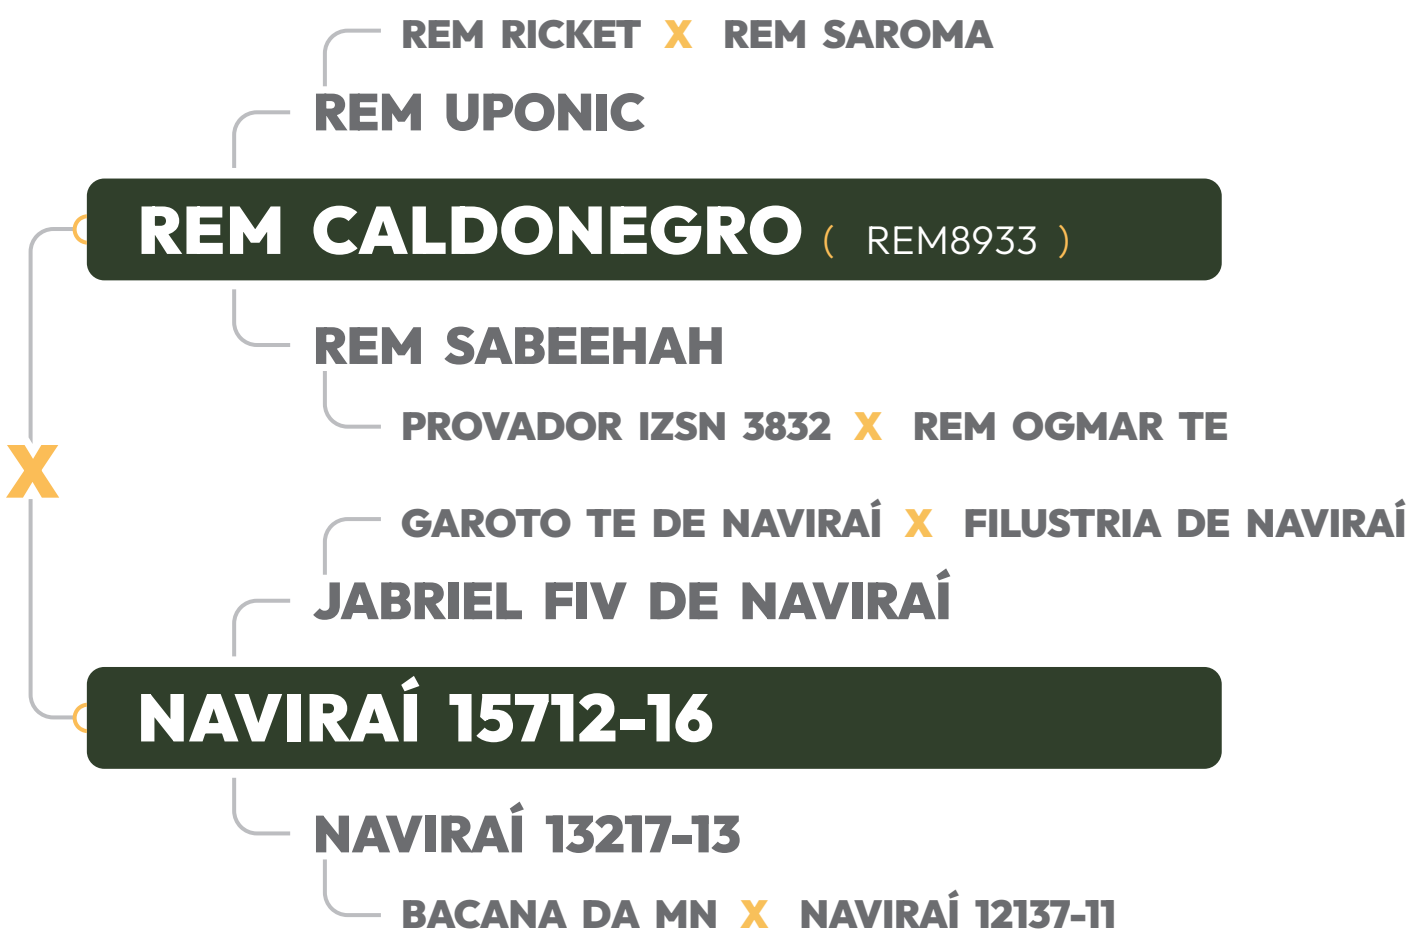 REM RICKET X REM SAROMA
REM UPONIC
REM CALDONEGRO ( REM8933 )
REM SABEEHAH
PROVADOR IZSN 3832 X REM OGMAR TE
X
GAROTO TE DE NAVIRAÍ X FILUSTRIA DE NAVIRAÍ
JABRIEL FIV DE NAVIRAÍ
NAVIRAÍ 15712-16
NAVIRAÍ 13217-13
BACANA DA MN X NAVIRAÍ 12137-11